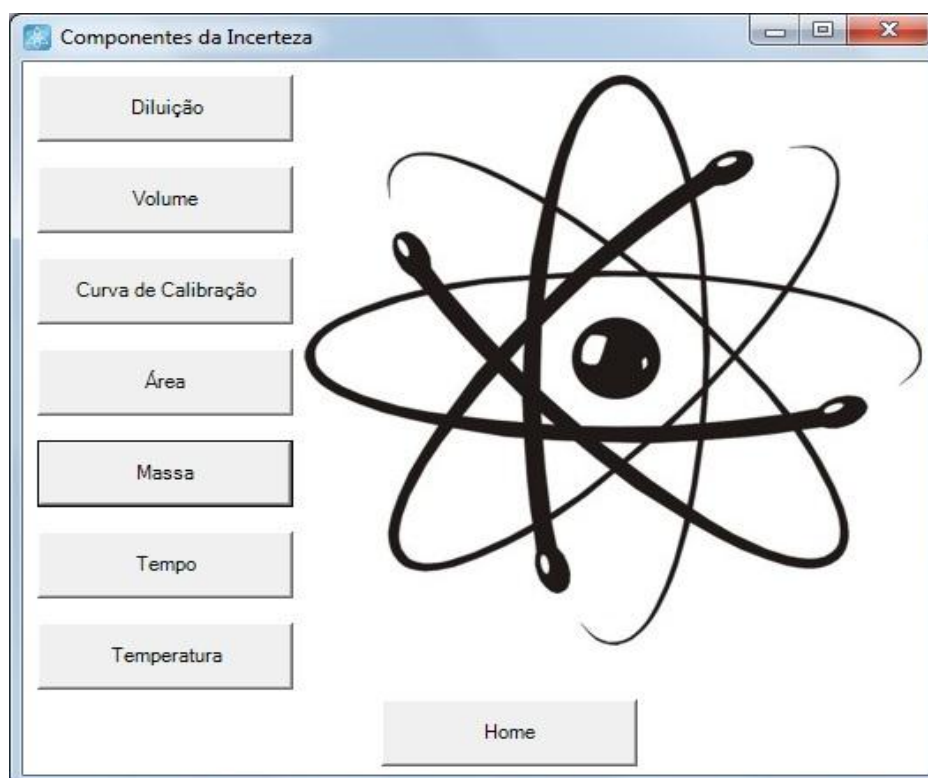 Componentes da Incerteza
Diluição
Volume
Curva de Calibração
Área
Massa
Tempo
Temperatura
Home